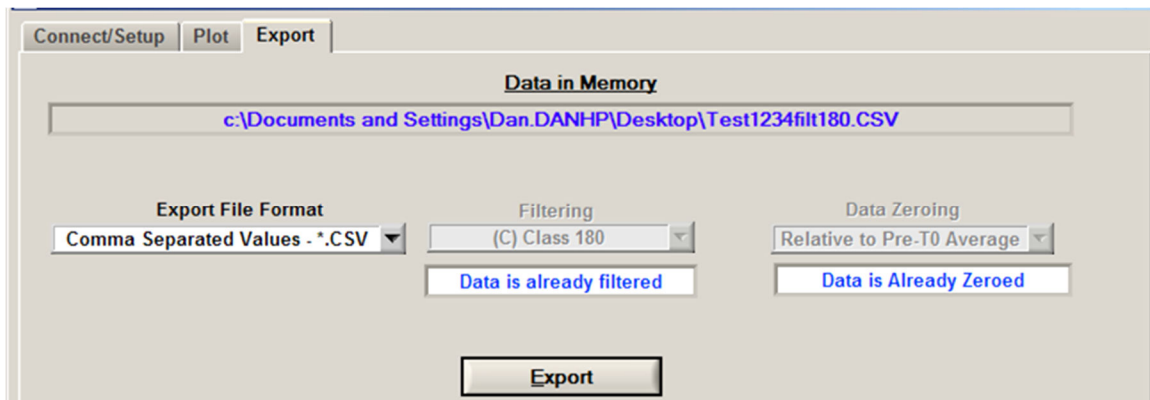 Connect/Setup Plot Export
Data in Memory
c:\Documents and Settings\Dan.DANHP\Desktop\Test1234filt180.CSV
Export File Format Filtering Data Zeroing
Comma Separated Values - *.CSV (C) Class 180 Relative to Pre-T0 Average
Data is already filtered Data is Already Zeroed
Export